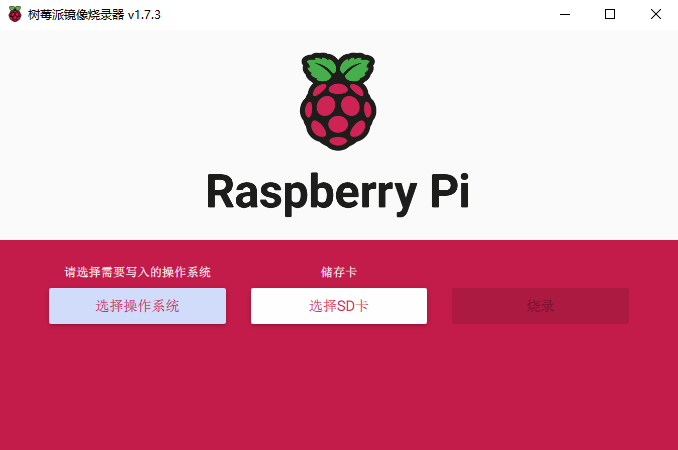 树莓派镜像烧录器 v1.7.3
Raspberry Pi
请选择需要写入的操作系统
储存卡
选择操作系统
选择SD卡
烧录